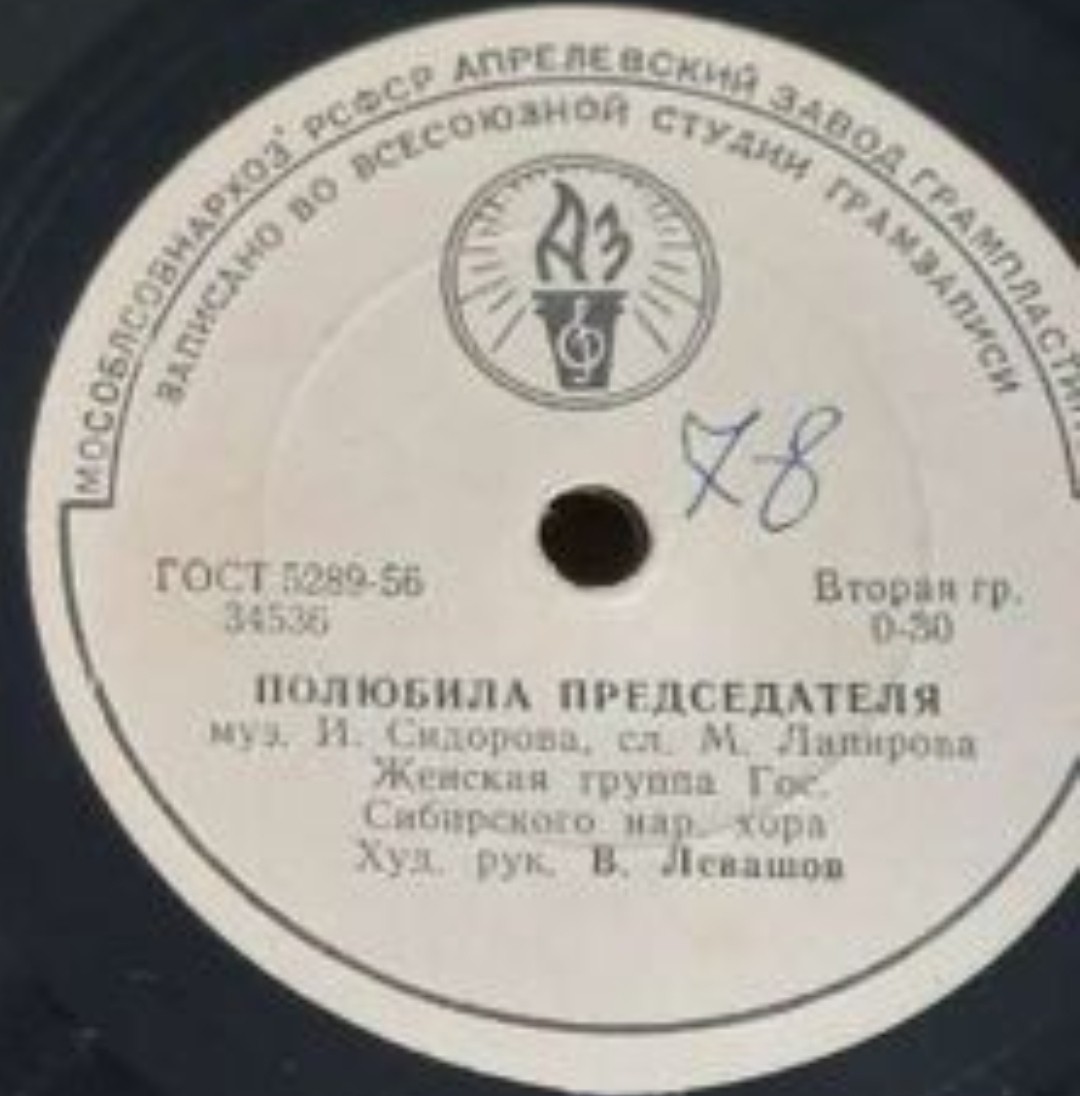 МОСОБЛСОВНАРХОЗ РСФСР АПРЕЛЕВСКИЙ ЗАВОД ГРАМПЛАСТИН
ЗАПИСАНО ВО ВСЕСОЮЗНОЙ СТУДИИ ГРАМЗАПИСИ
АЗ
78
ГОСТ 5289-56
34536
Вторая гр.
0-30
ПОЛЮБИЛА ПРЕДСЕДАТЕЛЯ
муз. И. Сидорова, сл. М. Лапирова
Женская группа Гос.
Сибирского нар. хора
Худ. рук. В. Левашов